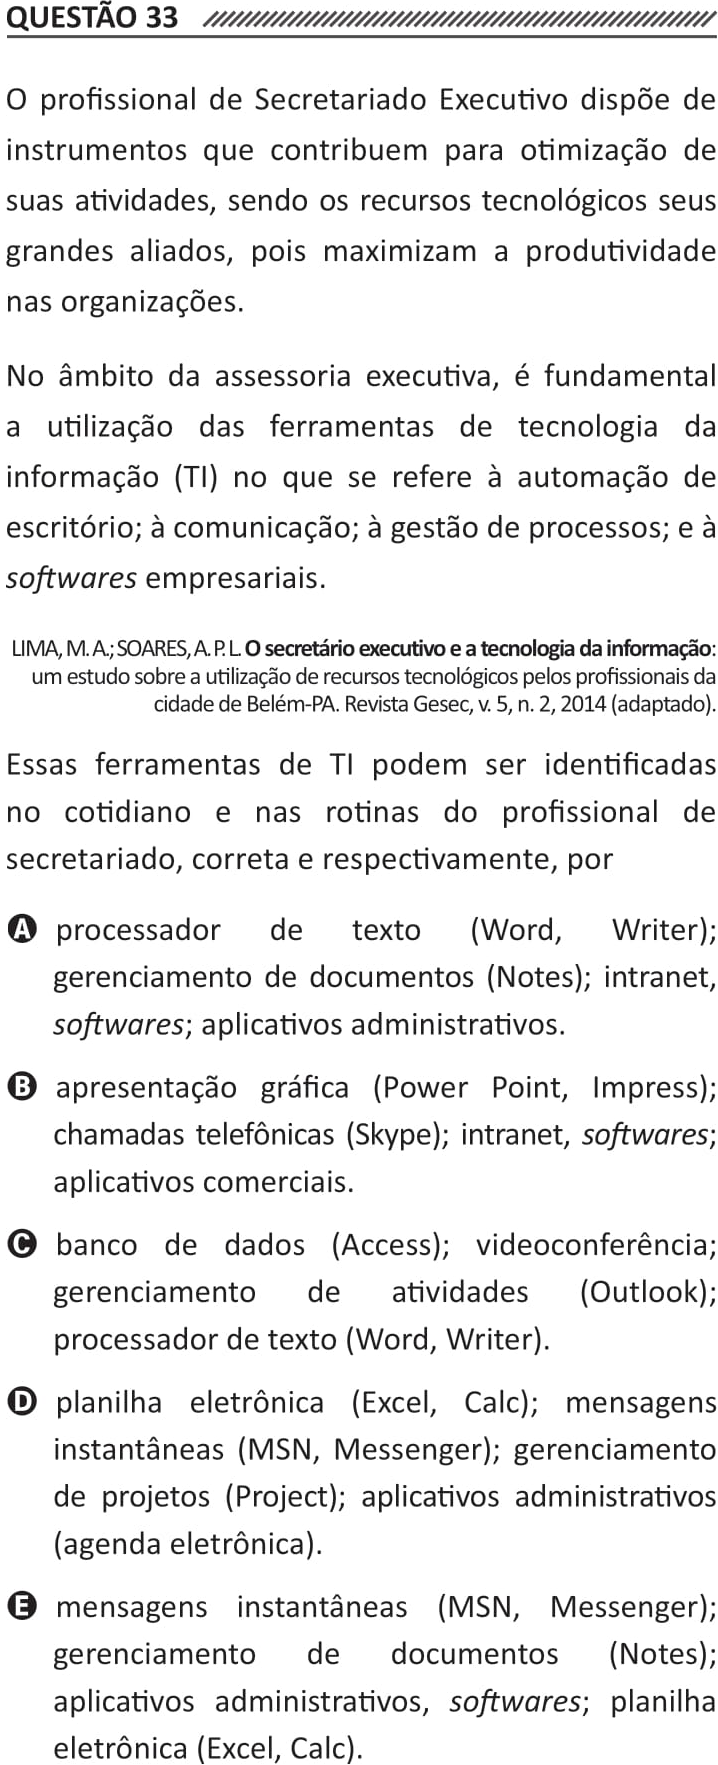 QUESTÃO 33
O profissional de Secretariado Executivo dispõe de
instrumentos que contribuem para otimização de
suas atividades, sendo os recursos tecnológicos seus
grandes aliados, pois maximizam a produtividade
nas organizações.
No âmbito da assessoria executiva, é fundamental
a utilização das ferramentas de tecnologia da
informação (TI) no que se refere à automação de
escritório; à comunicação; à gestão de processos; e à
softwares empresariais.
LIMA, M. A.; SOARES, A. P. L. O secretário executivo e a tecnologia da informação:
um estudo sobre a utilização de recursos tecnológicos pelos profissionais da
cidade de Belém-PA. Revista Gesec, v. 5, n. 2, 2014 (adaptado).
Essas ferramentas de TI podem ser identificadas
no cotidiano e nas rotinas do profissional de
secretariado, correta e respectivamente, por
A processador de texto (Word, Writer);
gerenciamento de documentos (Notes); intranet,
softwares; aplicativos administrativos.
B apresentação gráfica (Power Point, Impress);
chamadas telefônicas (Skype); intranet, softwares;
aplicativos comerciais.
C banco de dados (Access); videoconferência;
gerenciamento de atividades (Outlook);
processador de texto (Word, Writer).
D planilha eletrônica (Excel, Calc); mensagens
instantâneas (MSN, Messenger); gerenciamento
de projetos (Project); aplicativos administrativos
(agenda eletrônica).
E mensagens instantâneas (MSN, Messenger);
gerenciamento de documentos (Notes);
aplicativos administrativos, softwares; planilha
eletrônica (Excel, Calc).